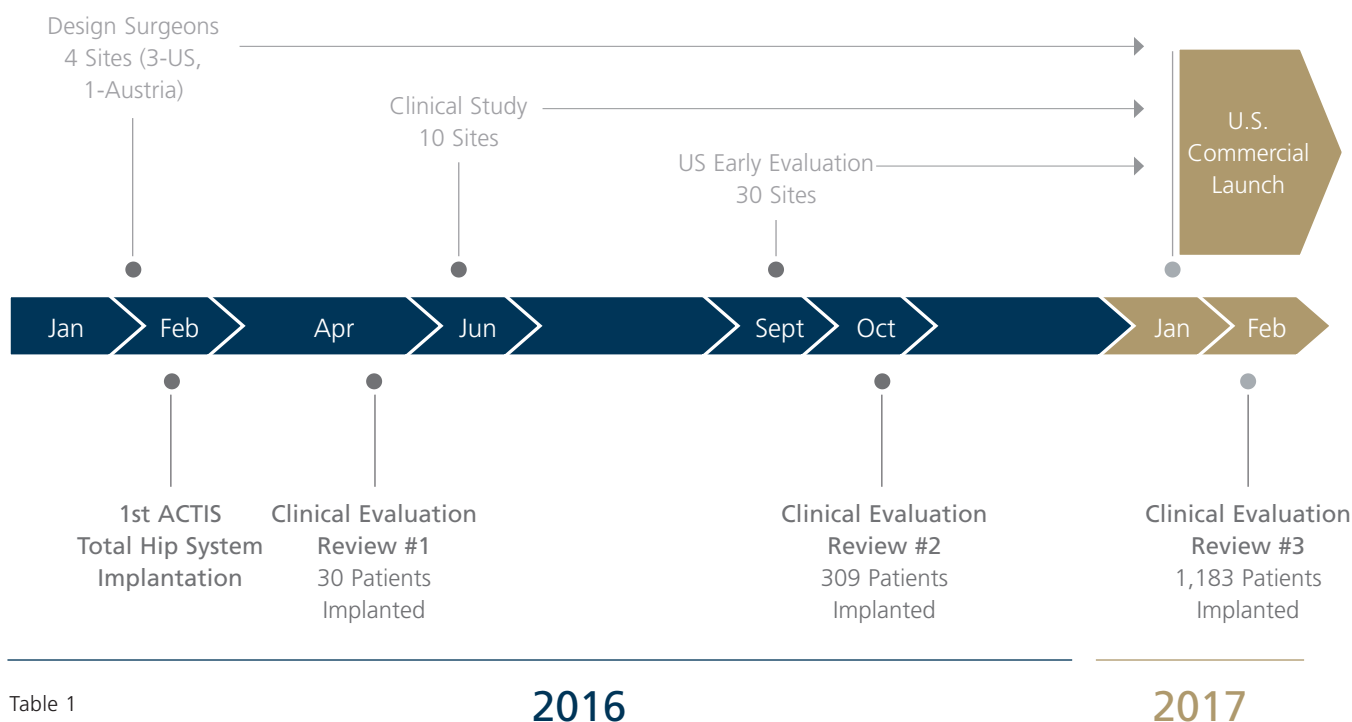 Design Surgeons
4 Sites (3-US,
1-Austria)
Clinical Study
10 Sites
US Early Evaluation
30 Sites
U.S.
Commercial
Launch
Jan
Feb
Apr
Jun
Sept
Oct
Jan
Feb
1st ACTIS
Total Hip System
Implantation
Clinical Evaluation
Review #1
30 Patients
Implanted
Clinical Evaluation
Review #2
309 Patients
Implanted
Clinical Evaluation
Review #3
1,183 Patients
Implanted
Table 1
2016
2017